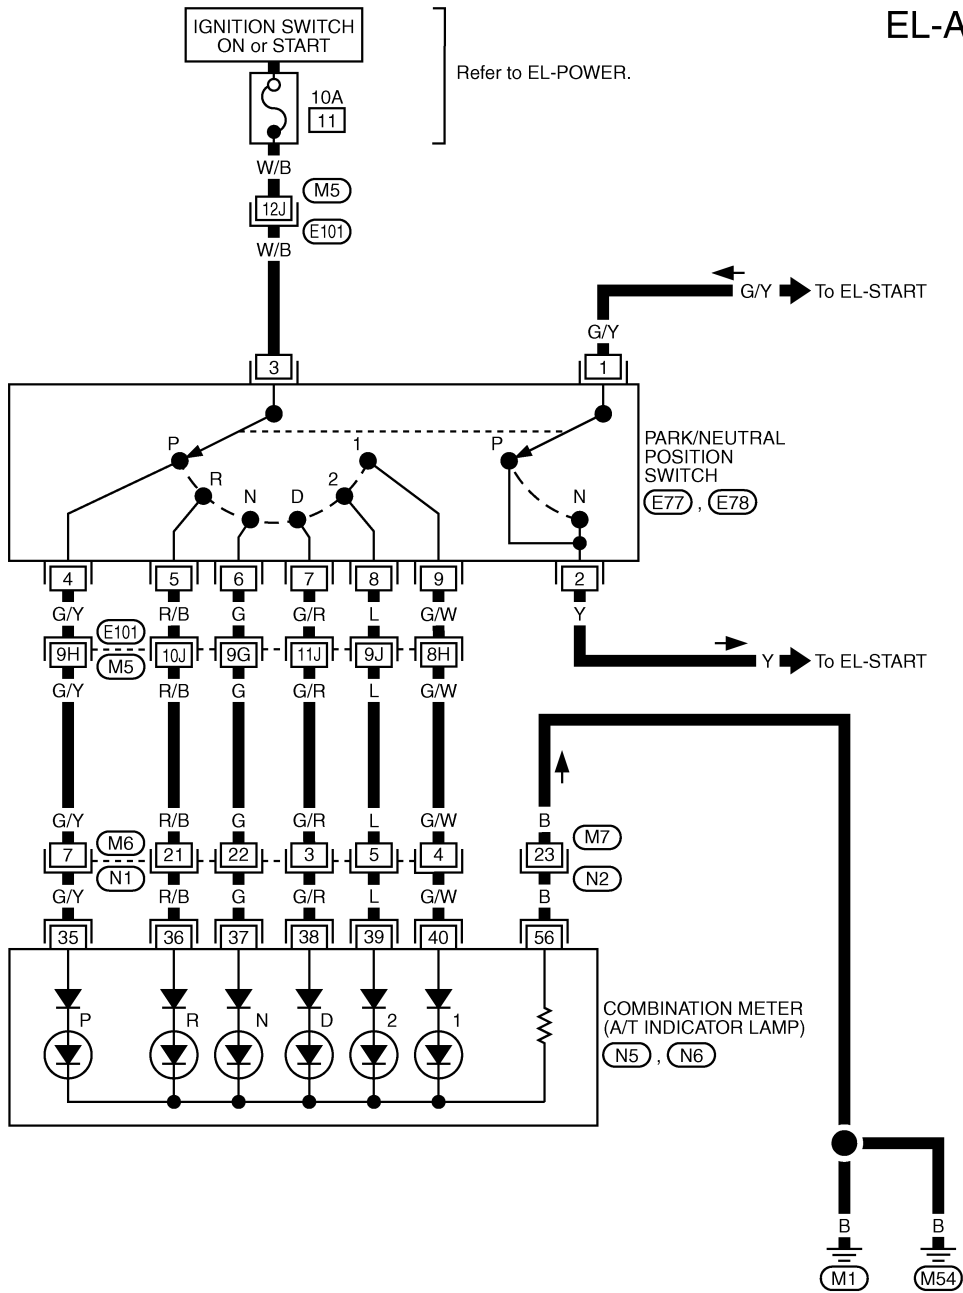 EL-A
IGNITION SWITCH
ON or START
Refer to EL-POWER.
10A
11
W/B
M5
12J
E101
W/B
G/Y To EL-START
G/Y
3 1
P 1 P
R 2
N D N
PARK/NEUTRAL
POSITION
SWITCH
E77 , E78
4 5 6 7 8 9 2
G/Y R/B G G/R L G/W Y
E101
9H 10J 9G 11J 9J 8H
M5
Y To EL-START
G/Y R/B G G/R L G/W
G/Y R/B G G/R L G/W B
M6 M7
7 21 22 3 5 4 23
N1 N2
G/Y R/B G G/R L G/W B
35 36 37 38 39 40 56
P R N D 2 1
COMBINATION METER
(A/T INDICATOR LAMP)
N5 , N6
B B
M1 M54